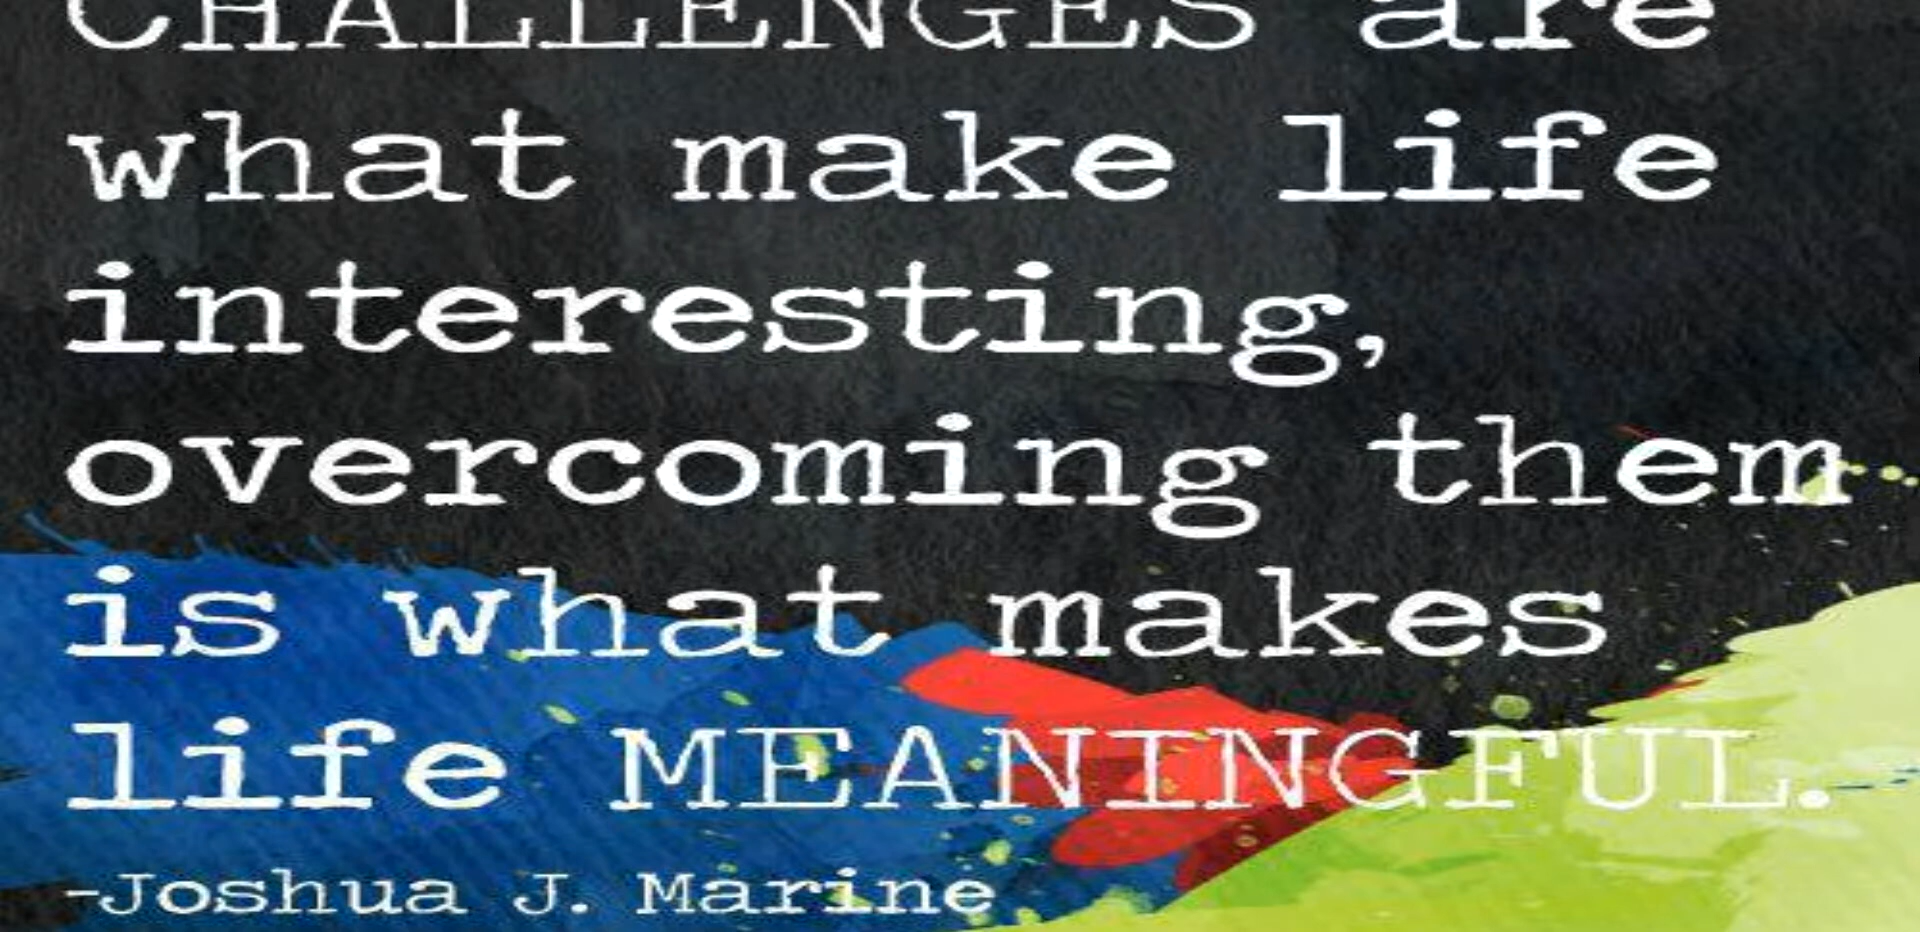 CHALLENGES are
what make life
interesting,
overcoming them
is what makes
life MEANINGFUL.
-Joshua J. Marine